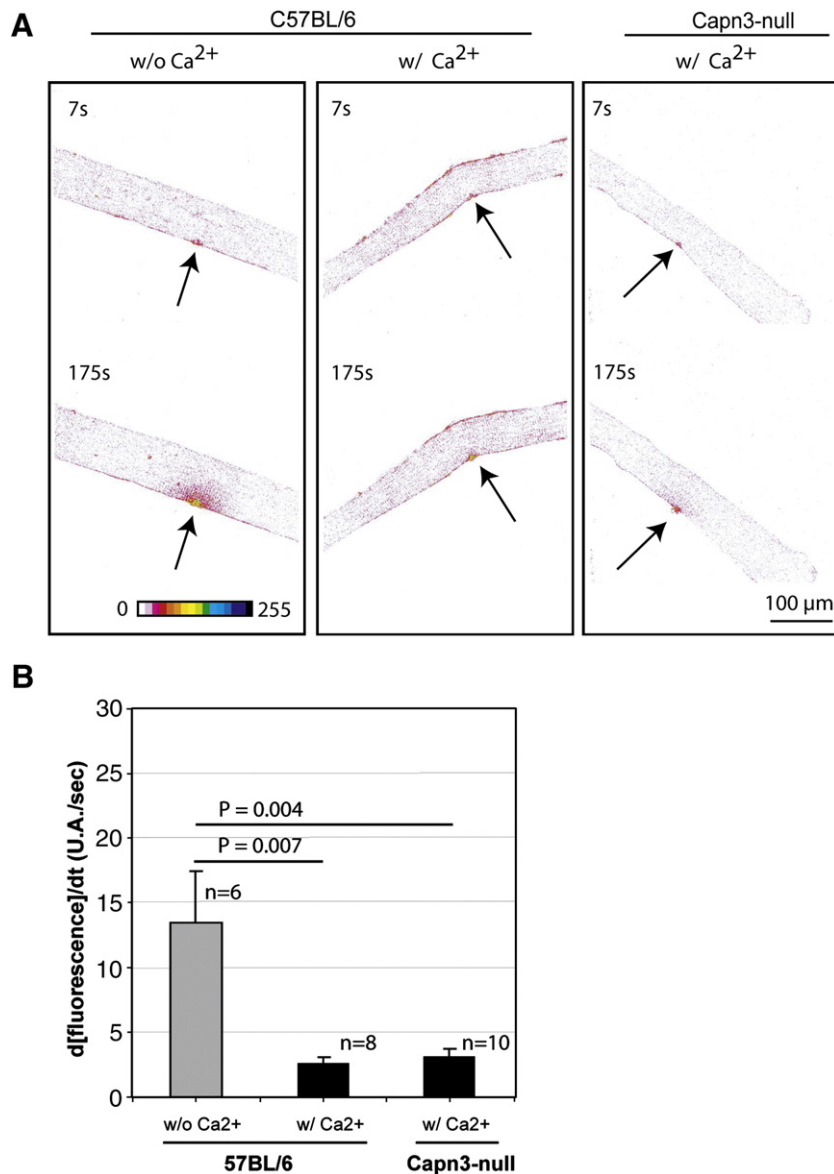 A
C57BL/6
Capn3-null
w/o Ca2+
w/ Ca2+
w/ Ca2+
7s
7s
7s
175s
175s
175s
0
255
100 µm
B
d[fluorescence]/dt (U.A./sec)
30
25
20
15
10
5
0
P = 0.004
P = 0.007
n=6
n=8
n=10
w/o Ca2+
w/ Ca2+
w/ Ca2+
57BL/6
Capn3-null